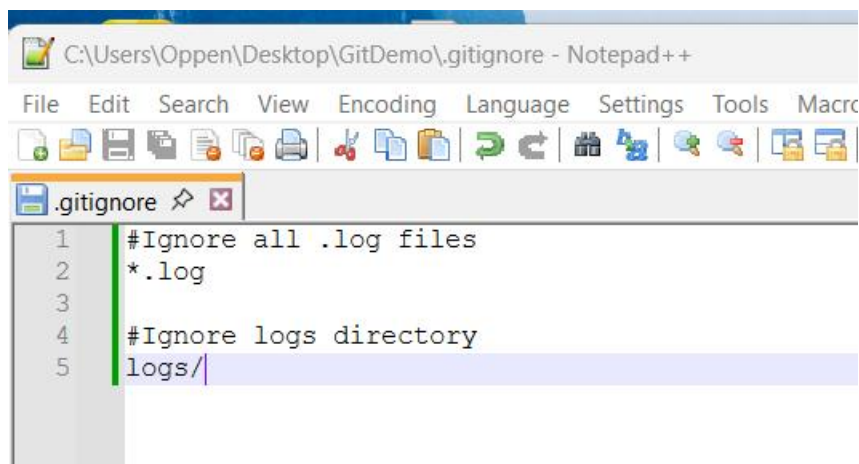 C:\Users\Oppen\Desktop\GitDemo\.gitignore - Notepad++
File Edit Search View Encoding Language Settings Tools Macro
.gitignore
1 #Ignore all .log files
2 *.log
3
4 #Ignore logs directory
5 logs/